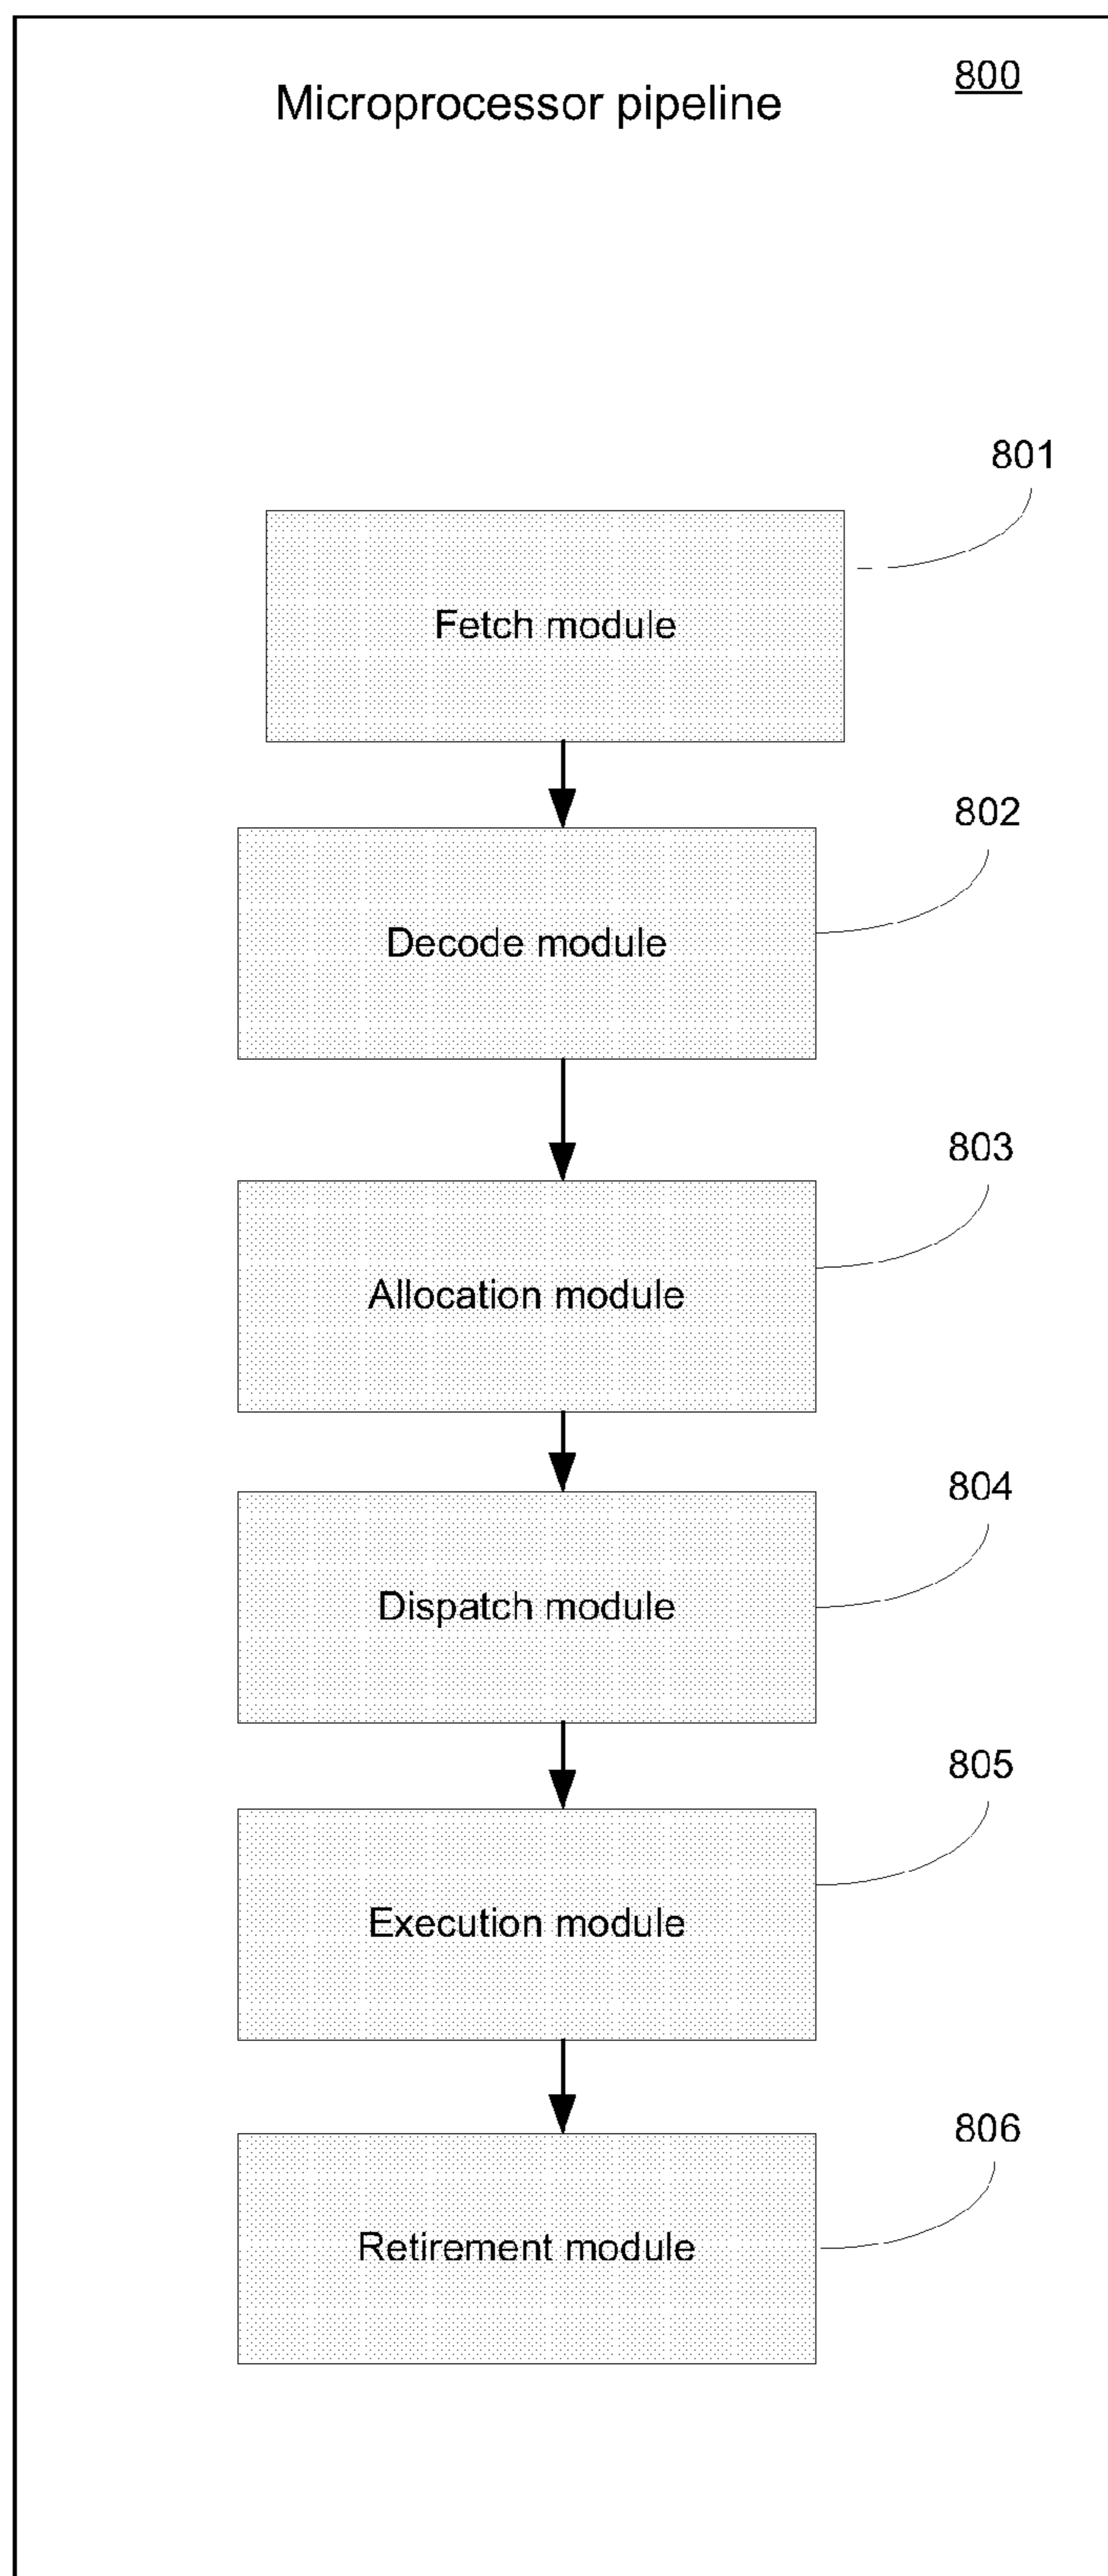 800
Microprocessor pipeline
801
Fetch module
802
Decode module
803
Allocation module
804
Dispatch module
805
Execution module
806
Retirement module